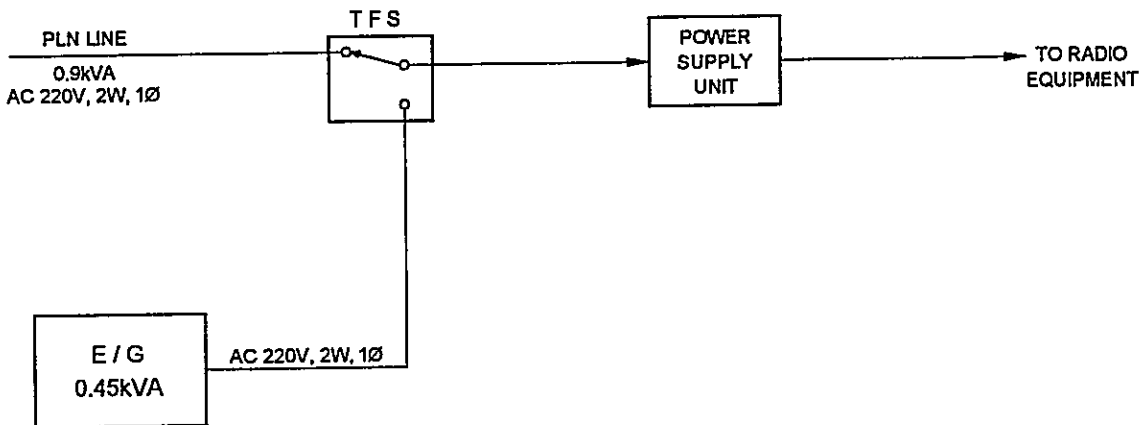 T F S
PLN LINE
0.9kVA
AC 220V, 2W, 1Ø
POWER
SUPPLY
UNIT
TO RADIO
EQUIPMENT
E / G
0.45kVA
AC 220V, 2W, 1Ø